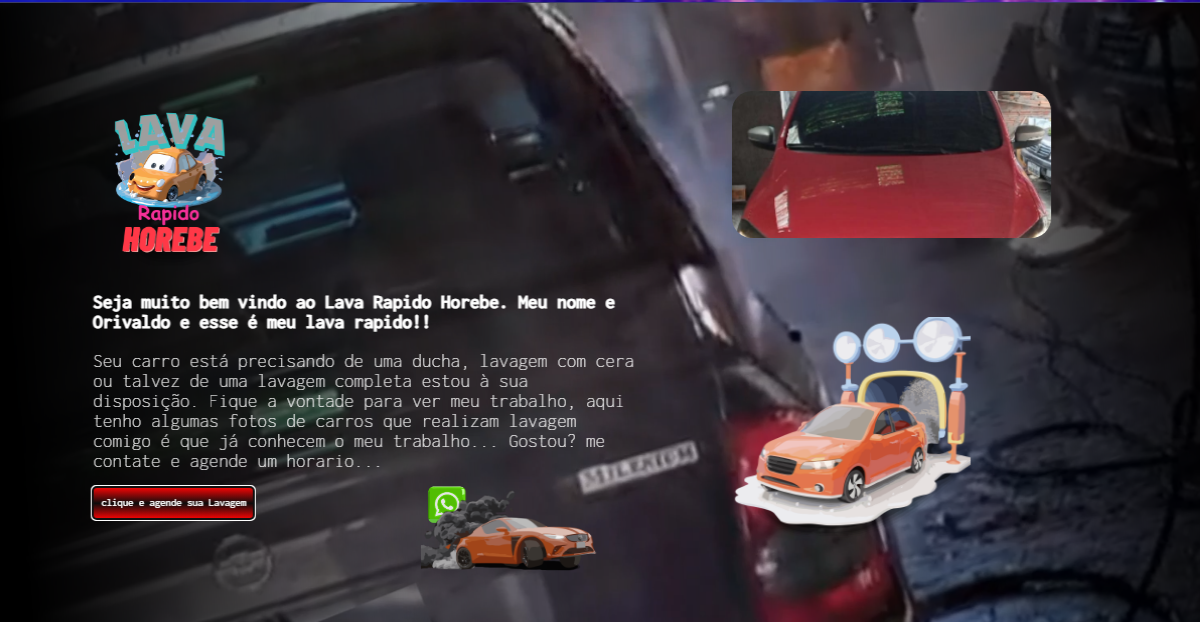 LAVA
Rapido
HOREBE
Seja muito bem vindo ao Lava Rapido Horebe. Meu nome e
Orivaldo e esse é meu lava rapido!!
Seu carro está precisando de uma ducha, lavagem com cera
ou talvez de uma lavagem completa estou à sua
disposição. Fique a vontade para ver meu trabalho, aqui
tenho algumas fotos de carros que realizam lavagem
comigo é que já conhecem o meu trabalho... Gostou? me
contate e agende um horario...
clique e agende sua Lavagem